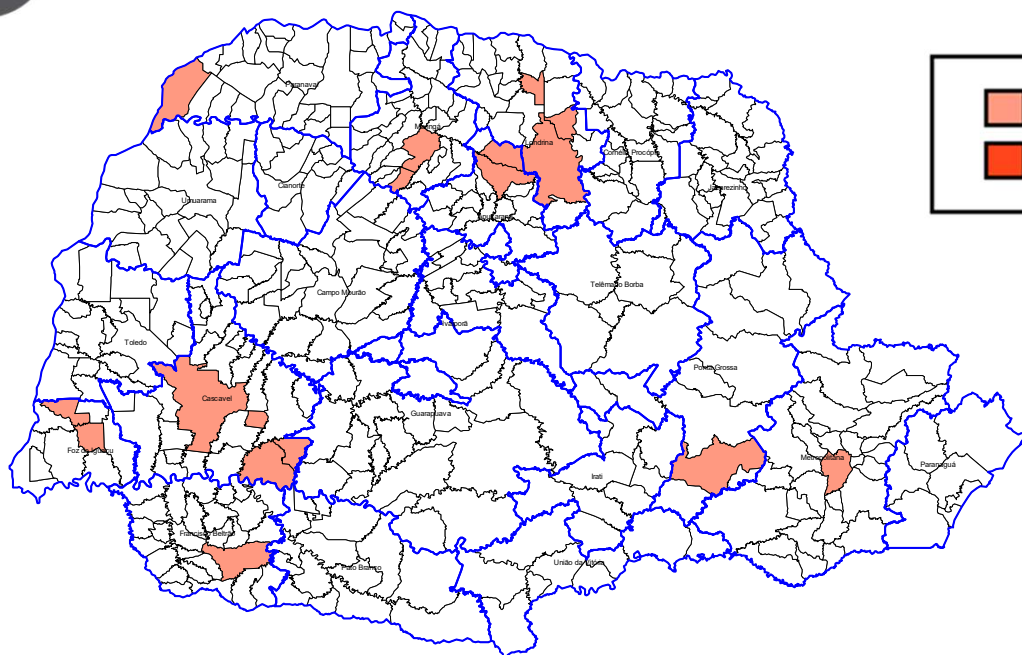 Paranavaí
Maringá
Londrina
Cornélio Procópio
Jacarezinho
Cianorte
Umuarama
Apucarana
Campo Mourão
Telêmaco Borba
Ivaiporã
Toledo
Ponta Grossa
Cascavel
Guarapuava
Foz do Iguaçu
Metropolitana
Paranaguá
Irati
Francisco Beltrão
Pato Branco
União da Vitória